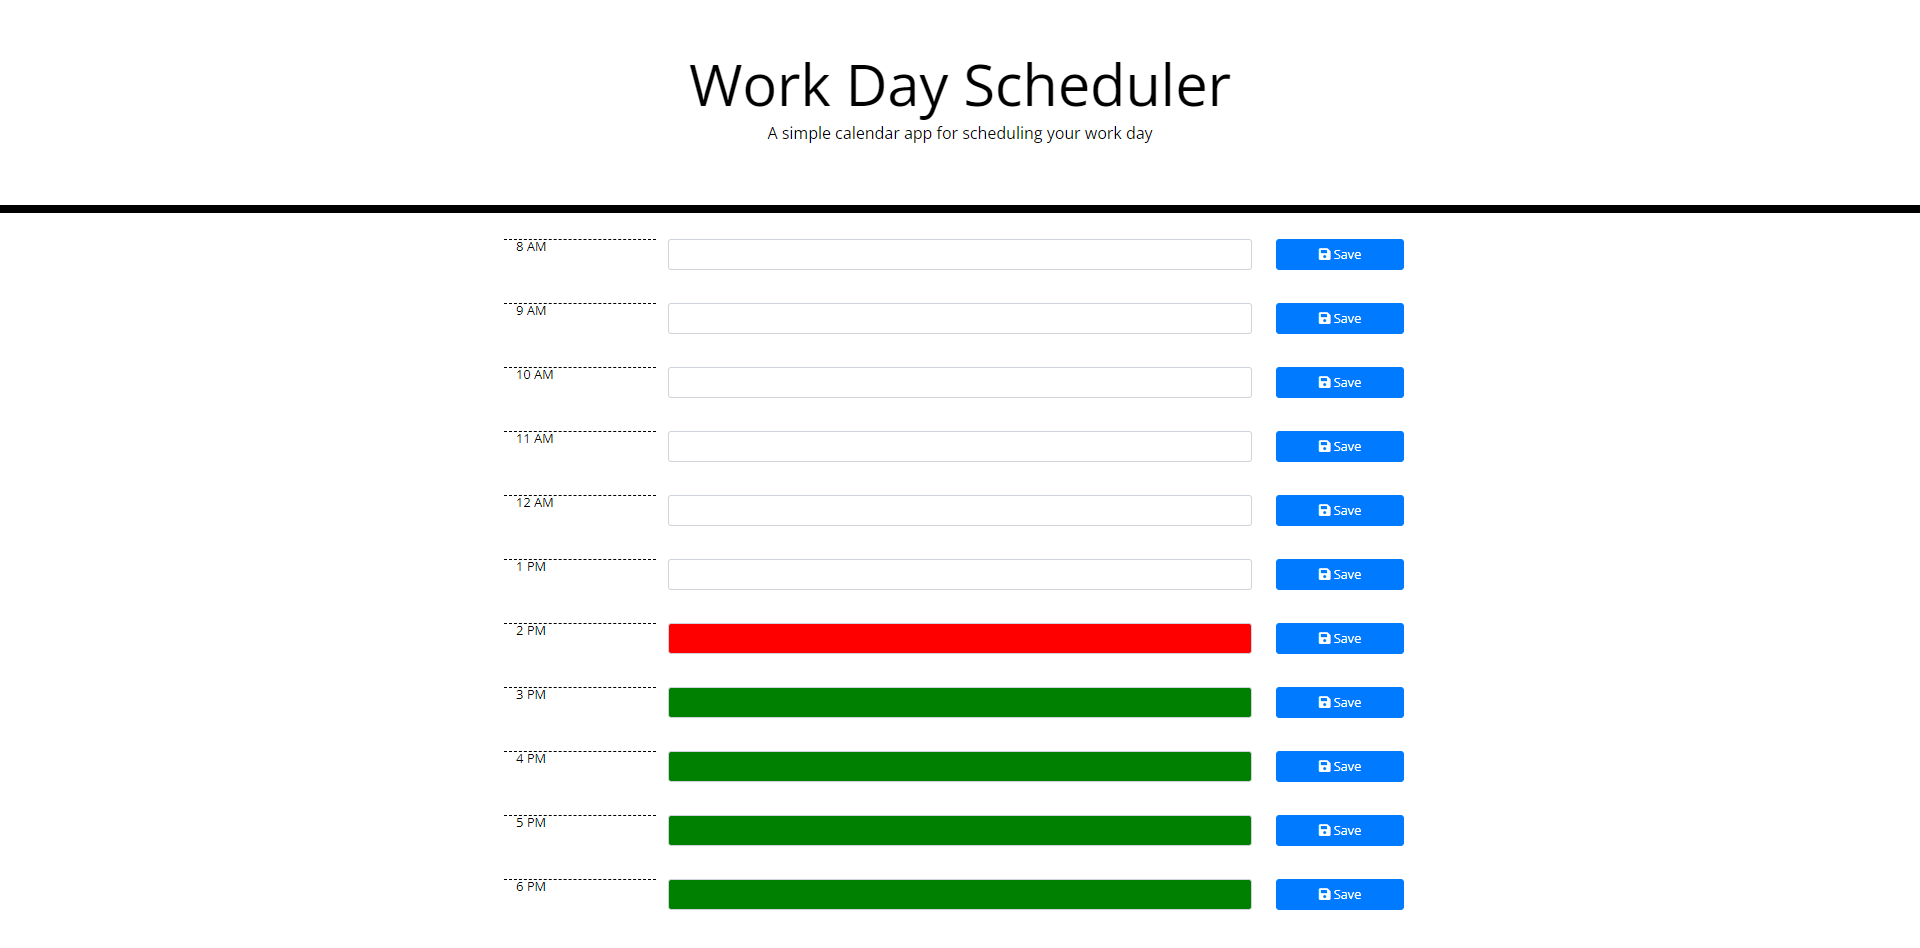 Work Day Scheduler
A simple calendar app for scheduling your work day
8 AM Save
9 AM Save
10 AM Save
11 AM Save
12 AM Save
1 PM Save
2 PM Save
3 PM Save
4 PM Save
5 PM Save
6 PM Save